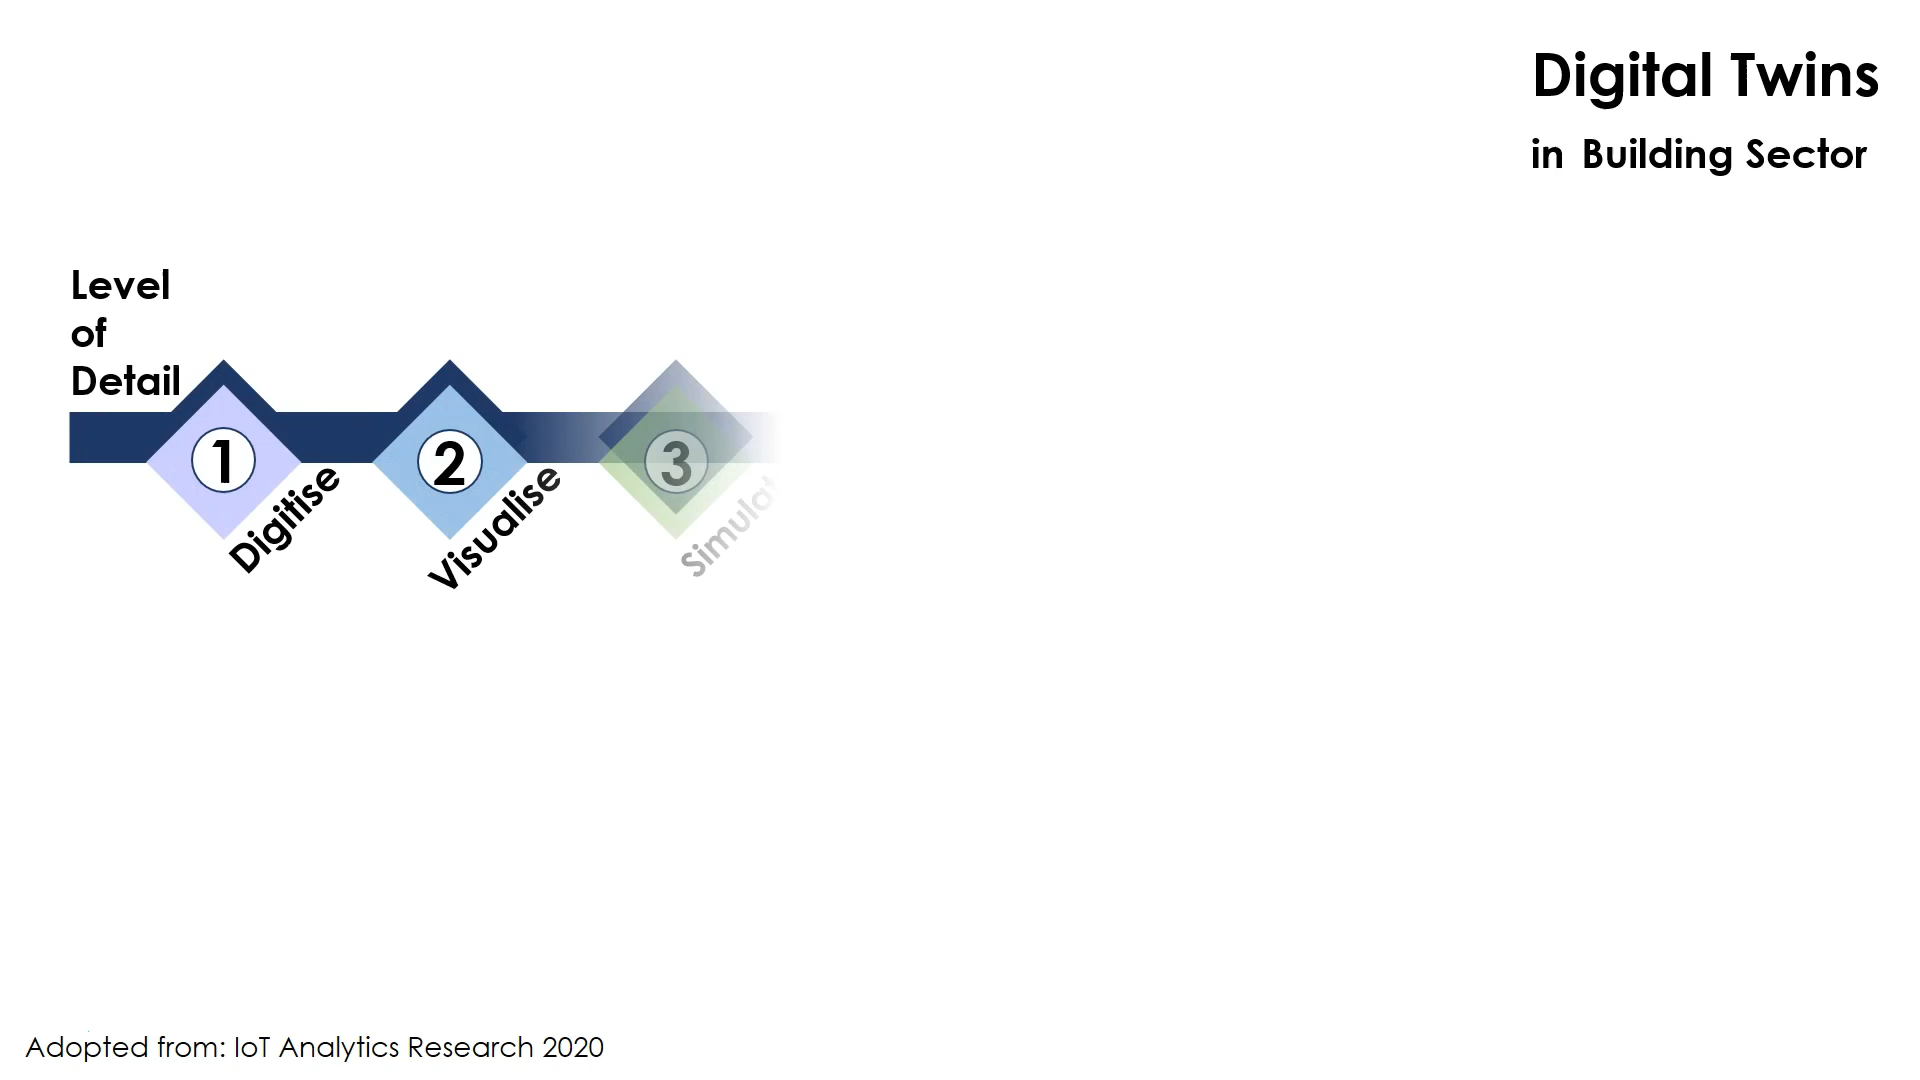 Digital Twins
in Building Sector
Level
of
Detail
1
2
3
Digitise
Visualise
Adopted from: IoT Analytics Research 2020